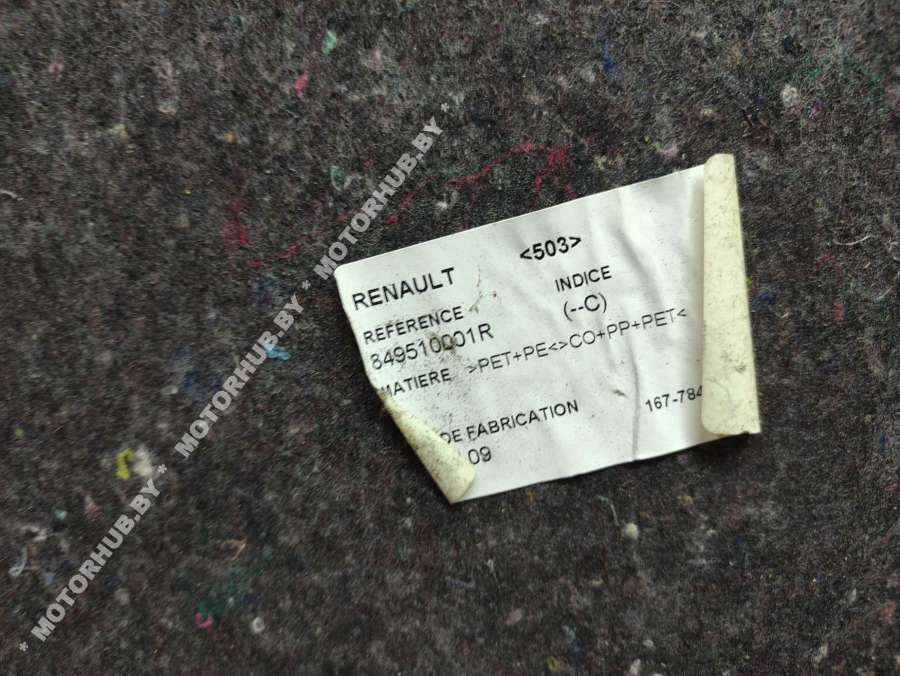 <503>
RENAULT
INDICE
REFERENCE
(--C)
849510001R
MATIERE >PET+PE<>CO+PP+PET<
DE FABRICATION 167-784
09
* MOTORHUB.BY * MOTORHUB.BY * MOTORHUB.BY *